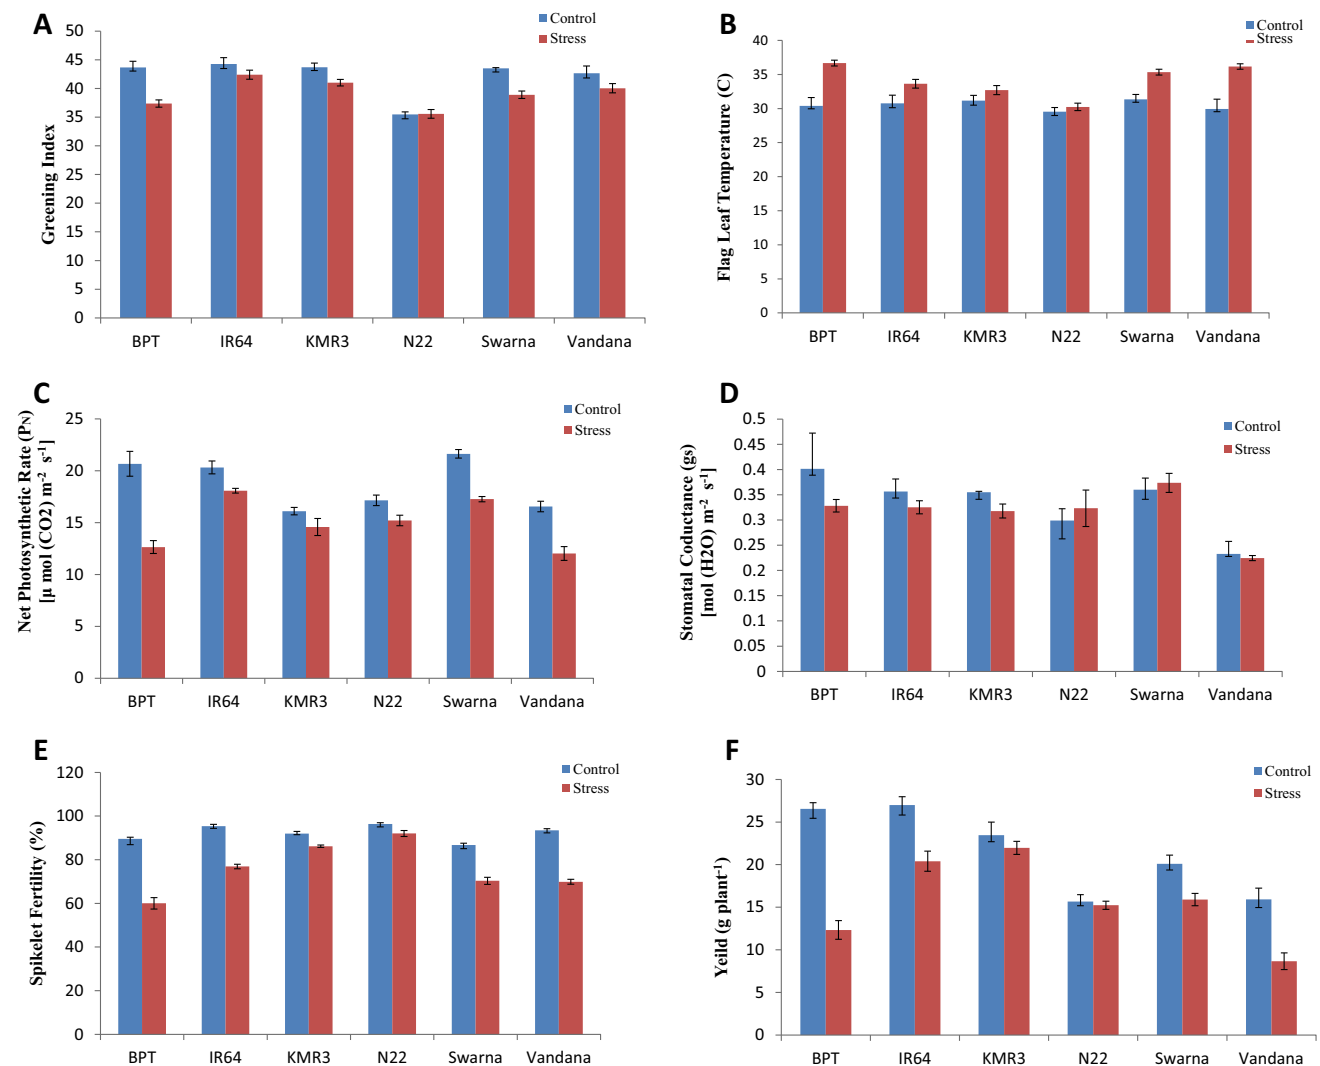 A
Control
Stress
50
45
40
35
30
25
20
15
10
5
0
Greening Index
BPT IR64 KMR3 N22 Swarna Vandana
B
Control
Stress
40
35
30
25
20
15
10
5
0
Flag Leaf Temperature (C)
BPT IR64 KMR3 N22 Swarna Vandana
C
Control
Stress
25
20
15
10
5
0
Net Photosynthetic Rate (PN)
[µ mol (CO2) m-2 s-1]
BPT IR64 KMR3 N22 Swarna Vandana
D
Control
Stress
0.5
0.45
0.4
0.35
0.3
0.25
0.2
0.15
0.1
0.05
0
Stomatal Coductance (gs)
[mol (H2O) m-2 s-1]
BPT IR64 KMR3 N22 Swarna Vandana
E
Control
Stress
120
100
80
60
40
20
0
Spikelet Fertility (%)
BPT IR64 KMR3 N22 Swarna Vandana
F
Control
Stress
30
25
20
15
10
5
0
Yeild (g plant-1)
BPT IR64 KMR3 N22 Swarna Vandana